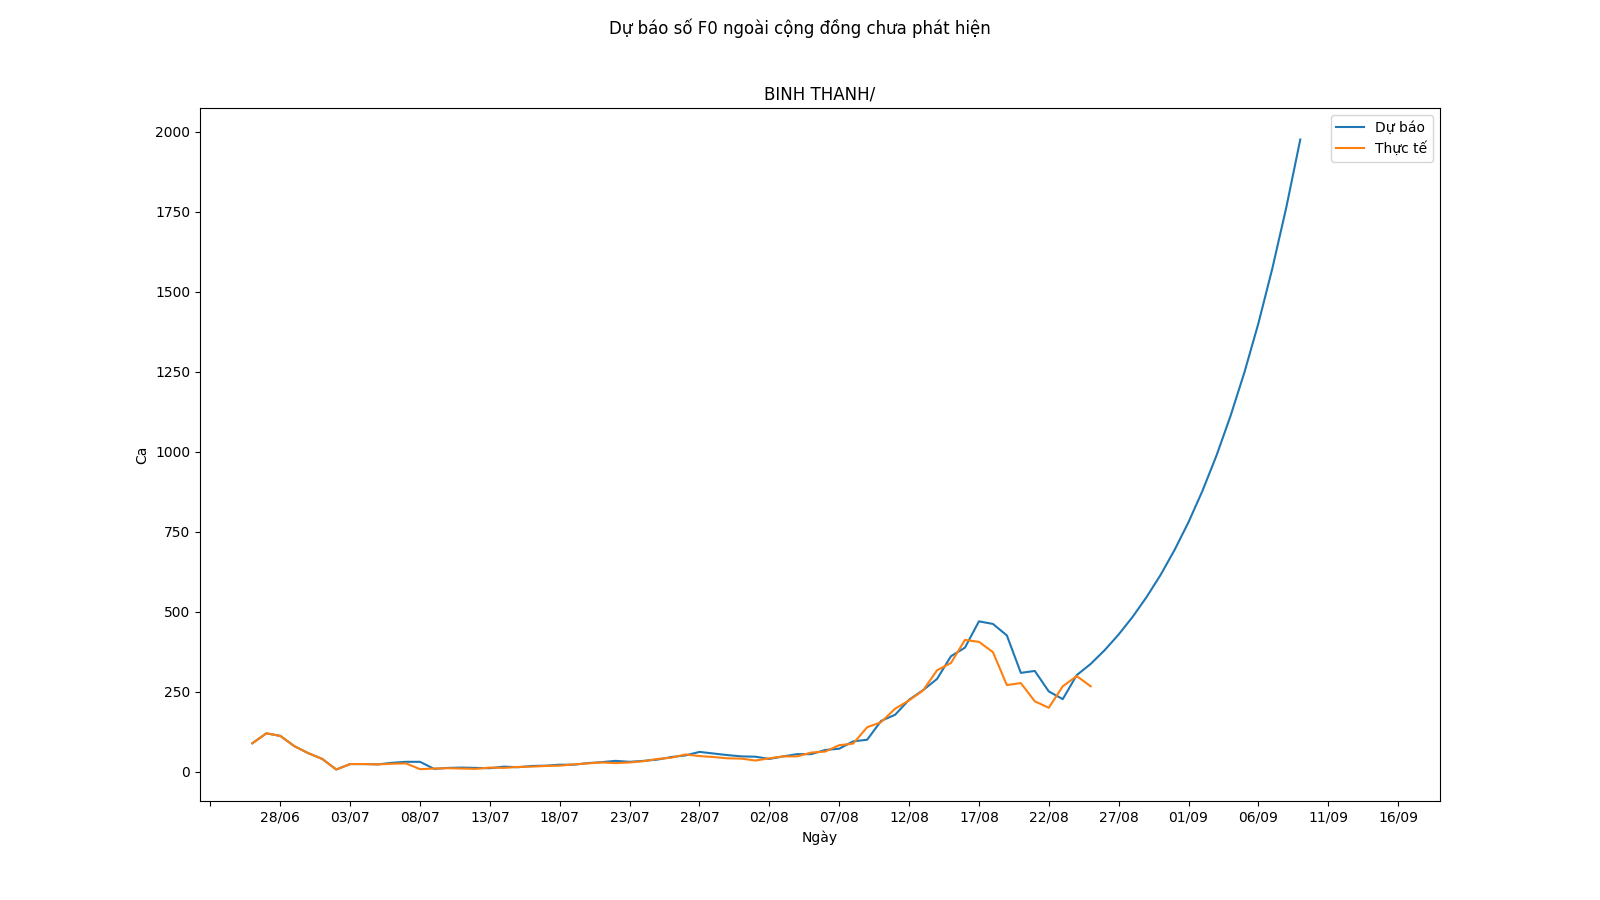 Dự báo số F0 ngoài cộng đồng chưa phát hiện
BINH THANH/
Dự báo
Thực tế
Ca
2000
1750
1500
1250
1000
750
500
250
0
28/06 03/07 08/07 13/07 18/07 23/07 28/07 02/08 07/08 12/08 17/08 22/08 27/08 01/09 06/09 11/09 16/09
Ngày